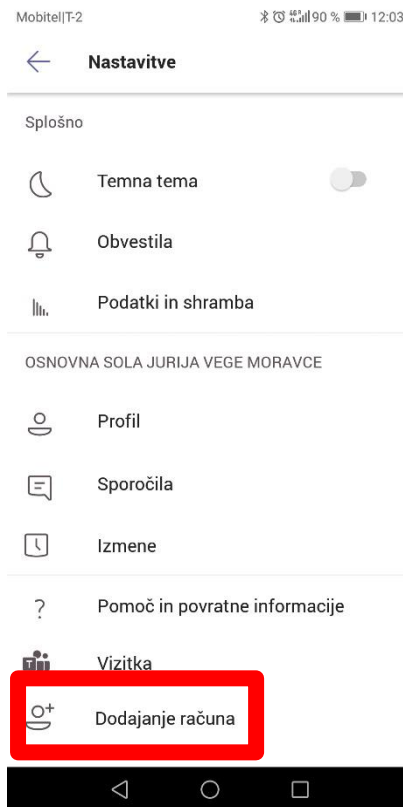 Mobitel|T-2 90 % 12:03
Nastavitve
Splošno
Temna tema
Obvestila
Podatki in shramba
OSNOVNA SOLA JURIJA VEGE MORAVCE
Profil
Sporočila
Izmene
? Pomoč in povratne informacije
Vizitka
Dodajanje računa